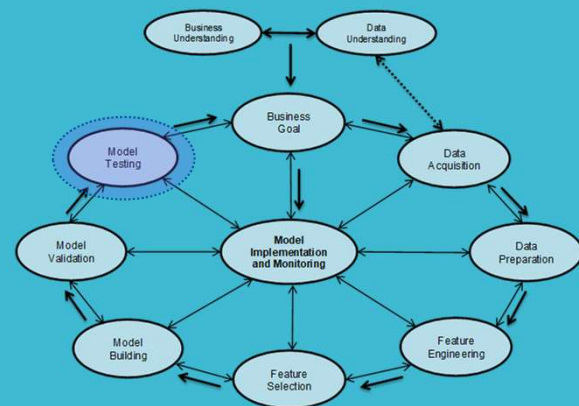 Business
Understanding
Data
Understanding
Business
Goal
Model
Testing
Data
Acquisition
Model
Validation
Model
Implementation
and Monitoring
Data
Preparation
Model
Building
Feature
Engineering
Feature
Selection